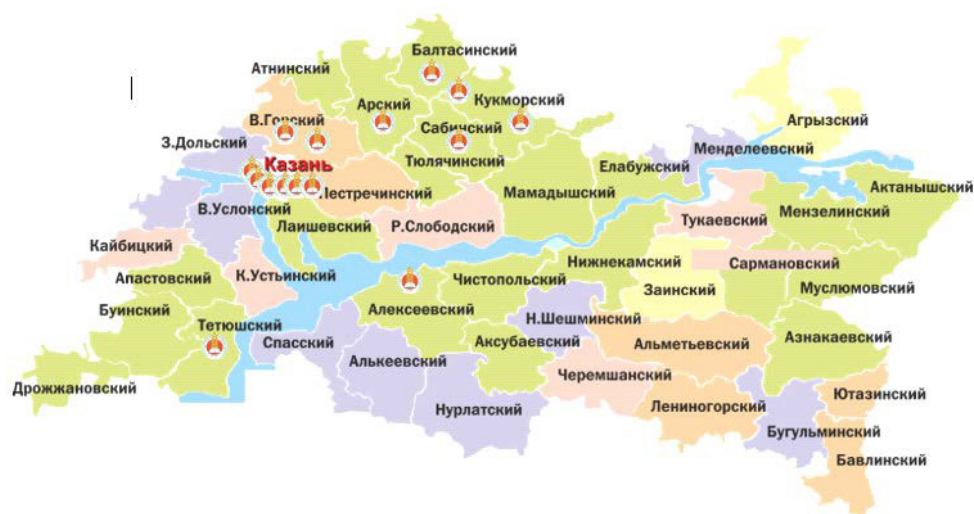 Балтасинский
Атнинский
Арский
Кукморский
В.Горский
Сабинский
Агрызский
З.Дольский
Казань
Тюлячинский
Елабужский
Менделеевский
Пестречинский
Мамадышский
Актанышский
В.Услонский
Лаишевский
Р.Слободский
Тукаевский
Мензелинский
Кайбицкий
Апастовский
К.Устьинский
Чистопольский
Нижнекамский
Сармановский
Заинский
Муслюмовский
Буинский
Тетюшский
Алексеевский
Н.Шешминский
Спасский
Аксубаевский
Альметьевский
Азнакаевский
Дрожжановский
Алькеевский
Черемшанский
Нурлатский
Лениногорский
Ютазинский
Бугульминский
Бавлинский